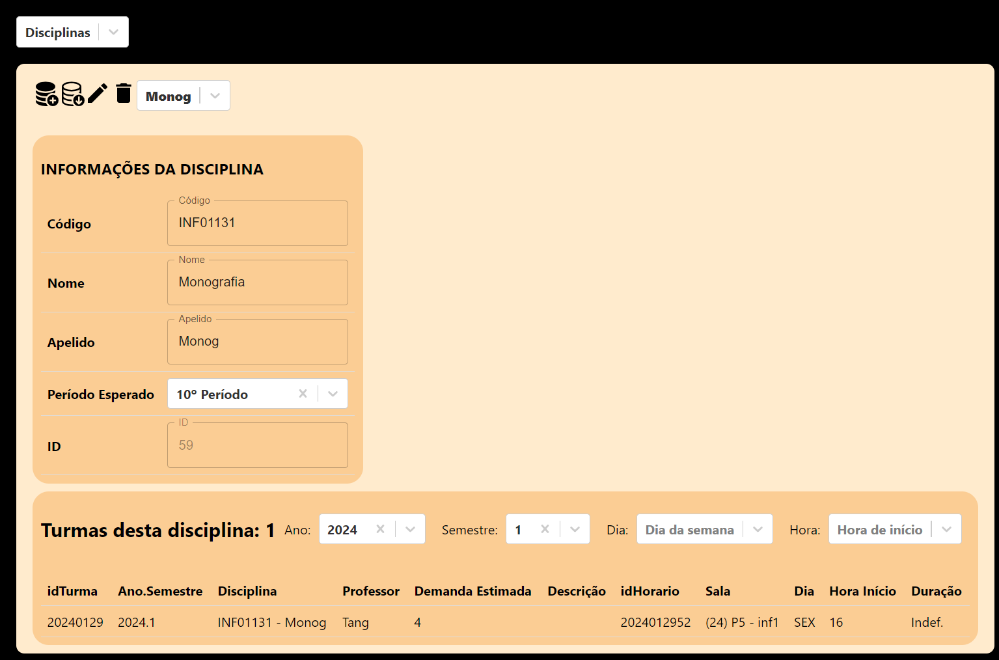 Disciplinas
Monog
INFORMAÇÕES DA DISCIPLINA
Código
Código INF01131
Nome
Nome Monografia
Apelido
Apelido Monog
Período Esperado 10º Período
ID
ID 59
Turmas desta disciplina: 1 Ano: 2024 Semestre: 1 Dia: Dia da semana Hora: Hora de início
idTurma Ano.Semestre Disciplina Professor Demanda Estimada Descrição idHorario Sala Dia Hora Início Duração
20240129 2024.1 INF01131 - Monog Tang 4 2024012952 (24) P5 - inf1 SEX 16 Indef.